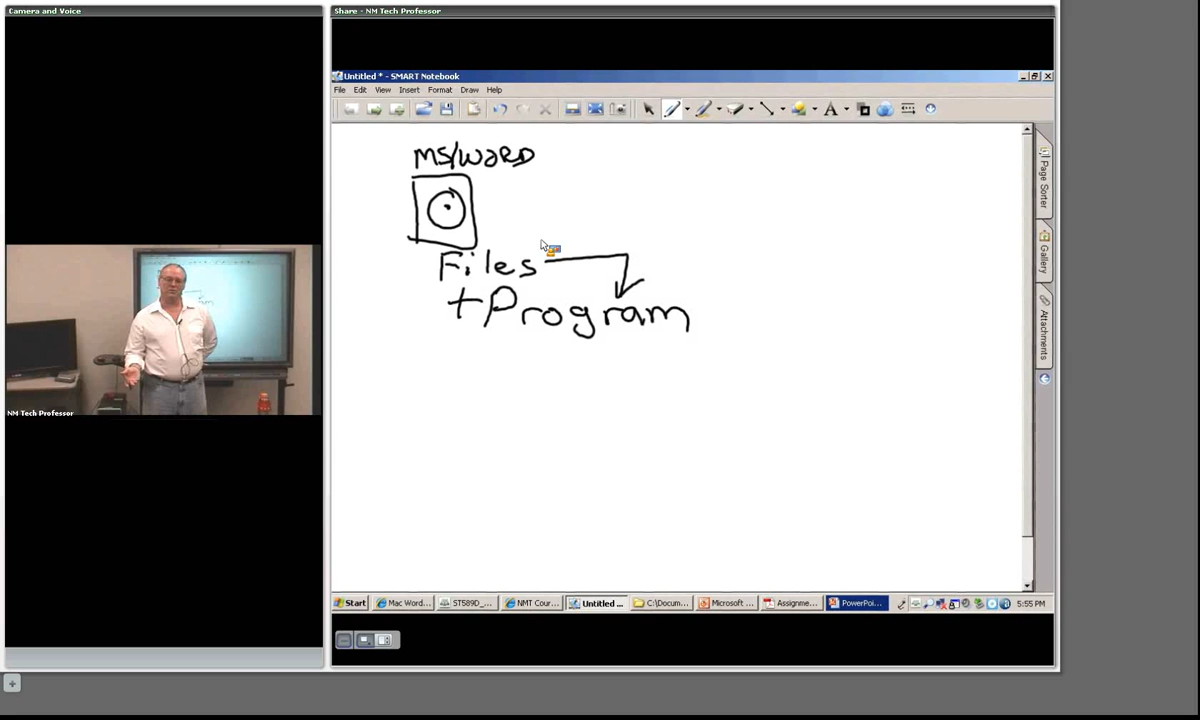 Camera and Voice
Share - NM Tech Professor
Untitled * - SMART Notebook
File Edit View Insert Format Draw Help
MS/WORD
Files
+ Program
Page Sorter
Gallery
Attachments
NM Tech Professor
Start Mac Word... ST589D_... NMT Cour... Untitled ... C:\Docum... Microsoft ... Assignme... PowerPoi... 5:55 PM